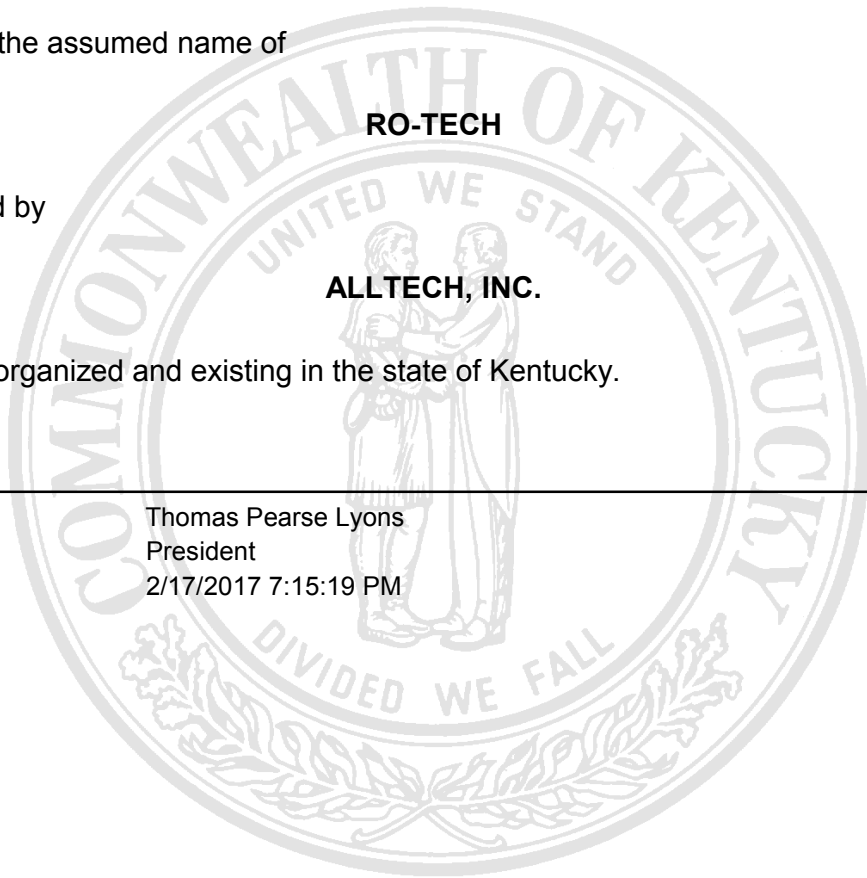 the assumed name of
RO-TECH
d by
ALLTECH, INC.
organized and existing in the state of Kentucky.
Thomas Pearse Lyons
President
2/17/2017 7:15:19 PM
COMMONWEALTH OF KENTUCKY
UNITED WE STAND
DIVIDED WE FALL